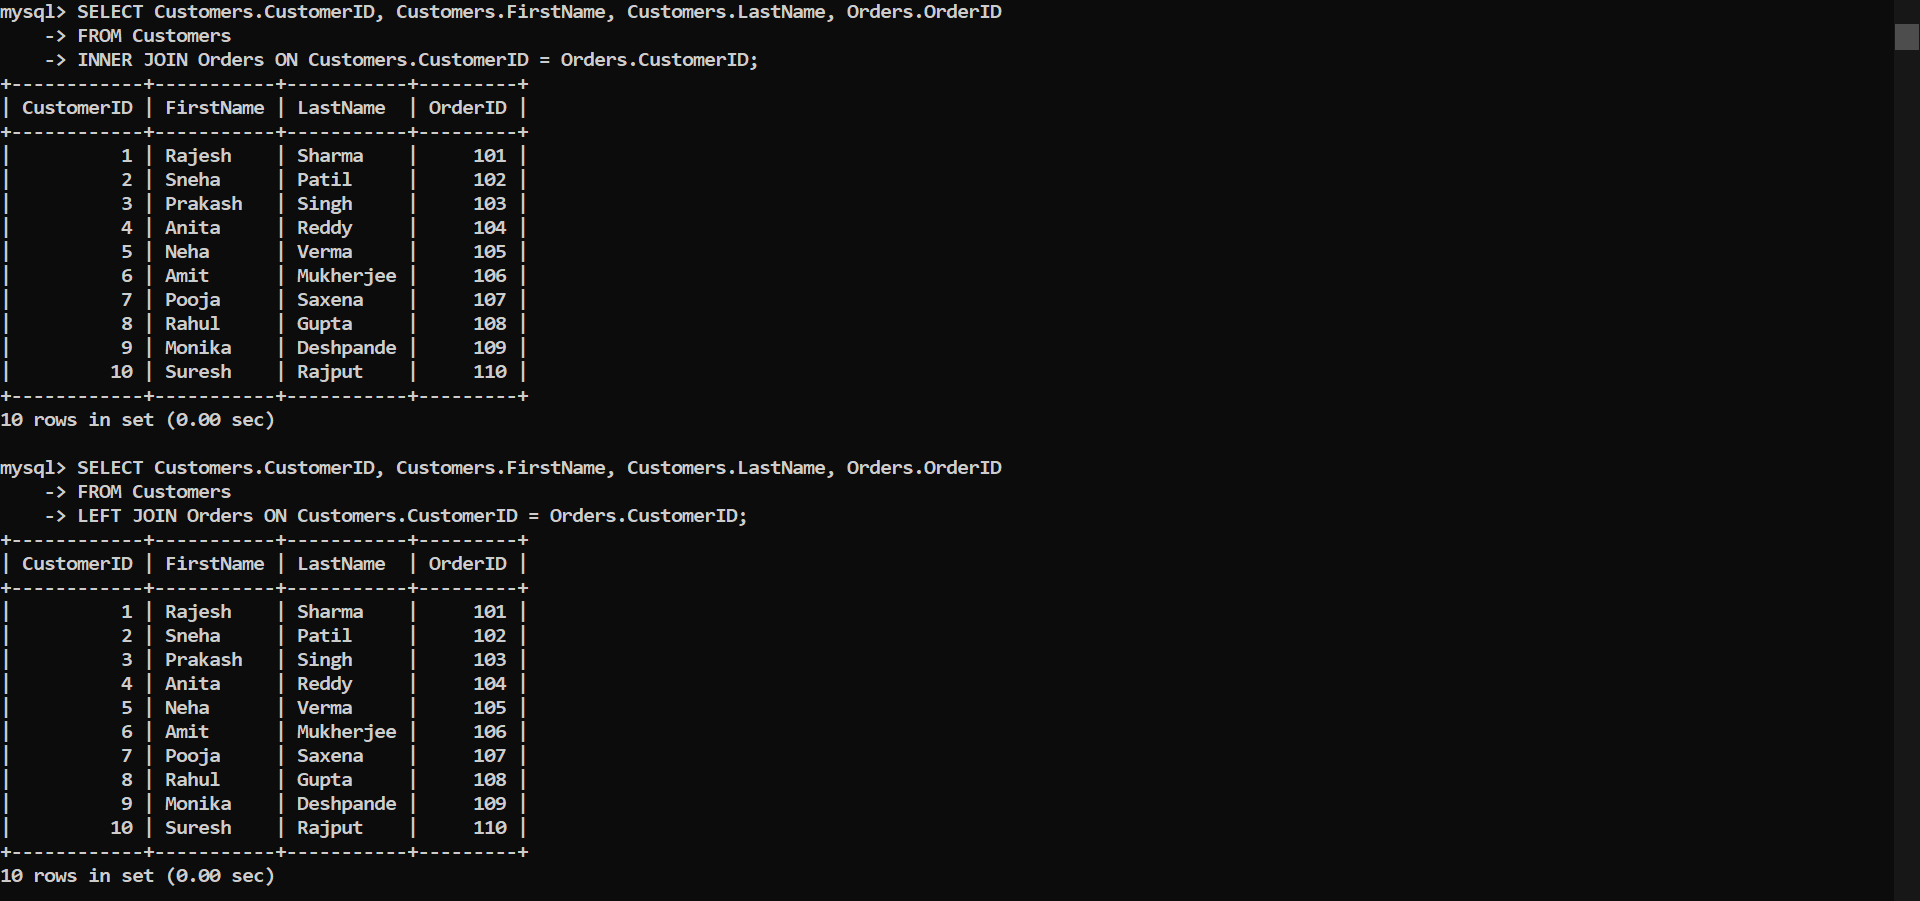 mysql> SELECT Customers.CustomerID, Customers.FirstName, Customers.LastName, Orders.OrderID
    -> FROM Customers
    -> INNER JOIN Orders ON Customers.CustomerID = Orders.CustomerID;
+------------+-----------+-----------+---------+
| CustomerID | FirstName | LastName  | OrderID |
+------------+-----------+-----------+---------+
|          1 | Rajesh    | Sharma    |     101 |
|          2 | Sneha     | Patil     |     102 |
|          3 | Prakash   | Singh     |     103 |
|          4 | Anita     | Reddy     |     104 |
|          5 | Neha      | Verma     |     105 |
|          6 | Amit      | Mukherjee |     106 |
|          7 | Pooja     | Saxena    |     107 |
|          8 | Rahul     | Gupta     |     108 |
|          9 | Monika    | Deshpande |     109 |
|         10 | Suresh    | Rajput    |     110 |
+------------+-----------+-----------+---------+
10 rows in set (0.00 sec)

mysql> SELECT Customers.CustomerID, Customers.FirstName, Customers.LastName, Orders.OrderID
    -> FROM Customers
    -> LEFT JOIN Orders ON Customers.CustomerID = Orders.CustomerID;
+------------+-----------+-----------+---------+
| CustomerID | FirstName | LastName  | OrderID |
+------------+-----------+-----------+---------+
|          1 | Rajesh    | Sharma    |     101 |
|          2 | Sneha     | Patil     |     102 |
|          3 | Prakash   | Singh     |     103 |
|          4 | Anita     | Reddy     |     104 |
|          5 | Neha      | Verma     |     105 |
|          6 | Amit      | Mukherjee |     106 |
|          7 | Pooja     | Saxena    |     107 |
|          8 | Rahul     | Gupta     |     108 |
|          9 | Monika    | Deshpande |     109 |
|         10 | Suresh    | Rajput    |     110 |
+------------+-----------+-----------+---------+
10 rows in set (0.00 sec)